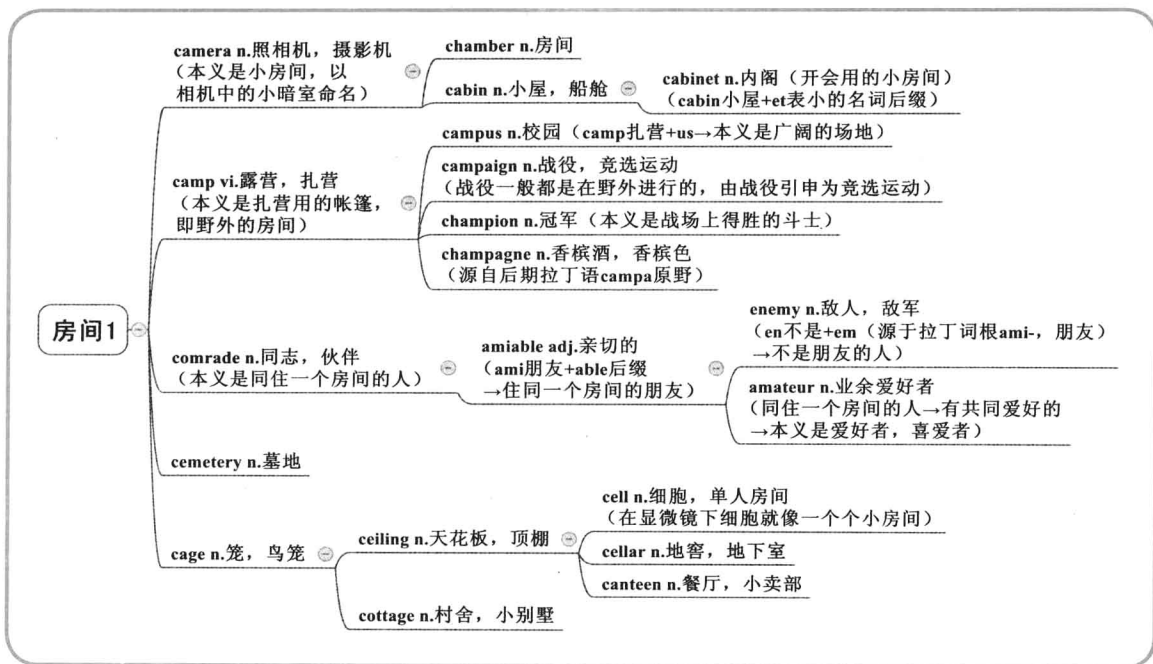 房间1
camera n.照相机，摄影机
（本义是小房间，以
相机中的小暗室命名）
chamber n.房间
cabin n.小屋，船舱
cabinet n.内阁（开会用的小房间）
（cabin小屋+et表小的名词后缀）
camp vi.露营，扎营
（本义是扎营用的帐篷，
即野外的房间）
campus n.校园（camp扎营+us→本义是广阔的场地）
campaign n.战役，竞选运动
（战役一般都是在野外进行的，由战役引申为竞选运动）
champion n.冠军（本义是战场上得胜的斗士）
champagne n.香槟酒，香槟色
（源自后期拉丁语campa原野）
comrade n.同志，伙伴
（本义是同住一个房间的人）
amiable adj.亲切的
（ami朋友+able后缀
→住同一个房间的朋友）
enemy n.敌人，敌军
（en不是+em（源于拉丁词根ami-，朋友）
→不是朋友的人）
amateur n.业余爱好者
（同住一个房间的人→有共同爱好的
→本义是爱好者，喜爱者）
cemetery n.墓地
cage n.笼，鸟笼
ceiling n.天花板，顶棚
cell n.细胞，单人房间
（在显微镜下细胞就像一个个小房间）
cellar n.地窖，地下室
canteen n.餐厅，小卖部
cottage n.村舍，小别墅